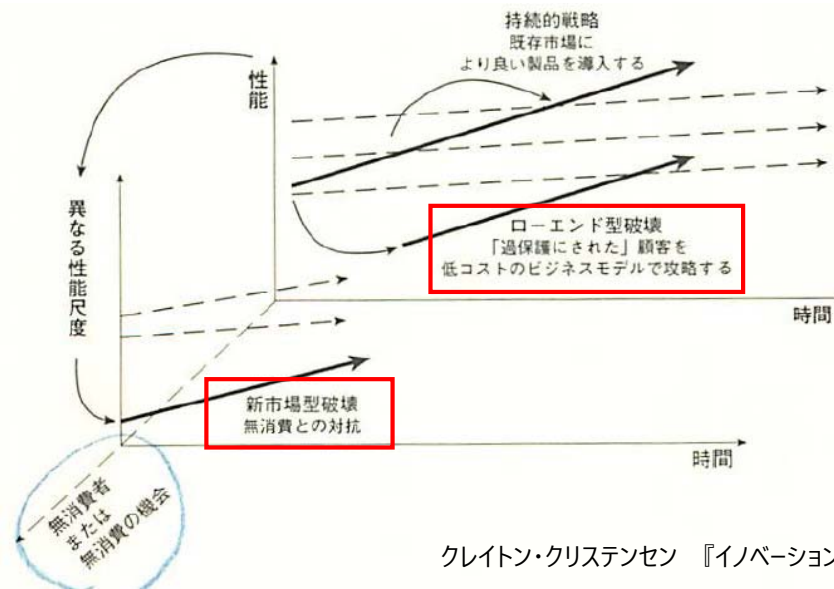 持続的戦略
既存市場に
より良い製品を導入する
性能
異なる性能尺度
ローエンド型破壊
「過保護にされた」顧客を
低コストのビジネスモデルで攻略する
時間
新市場型破壊
無消費との対抗
時間
無消費者
または
無消費の機会
クレイトン・クリステンセン 『イノベーション